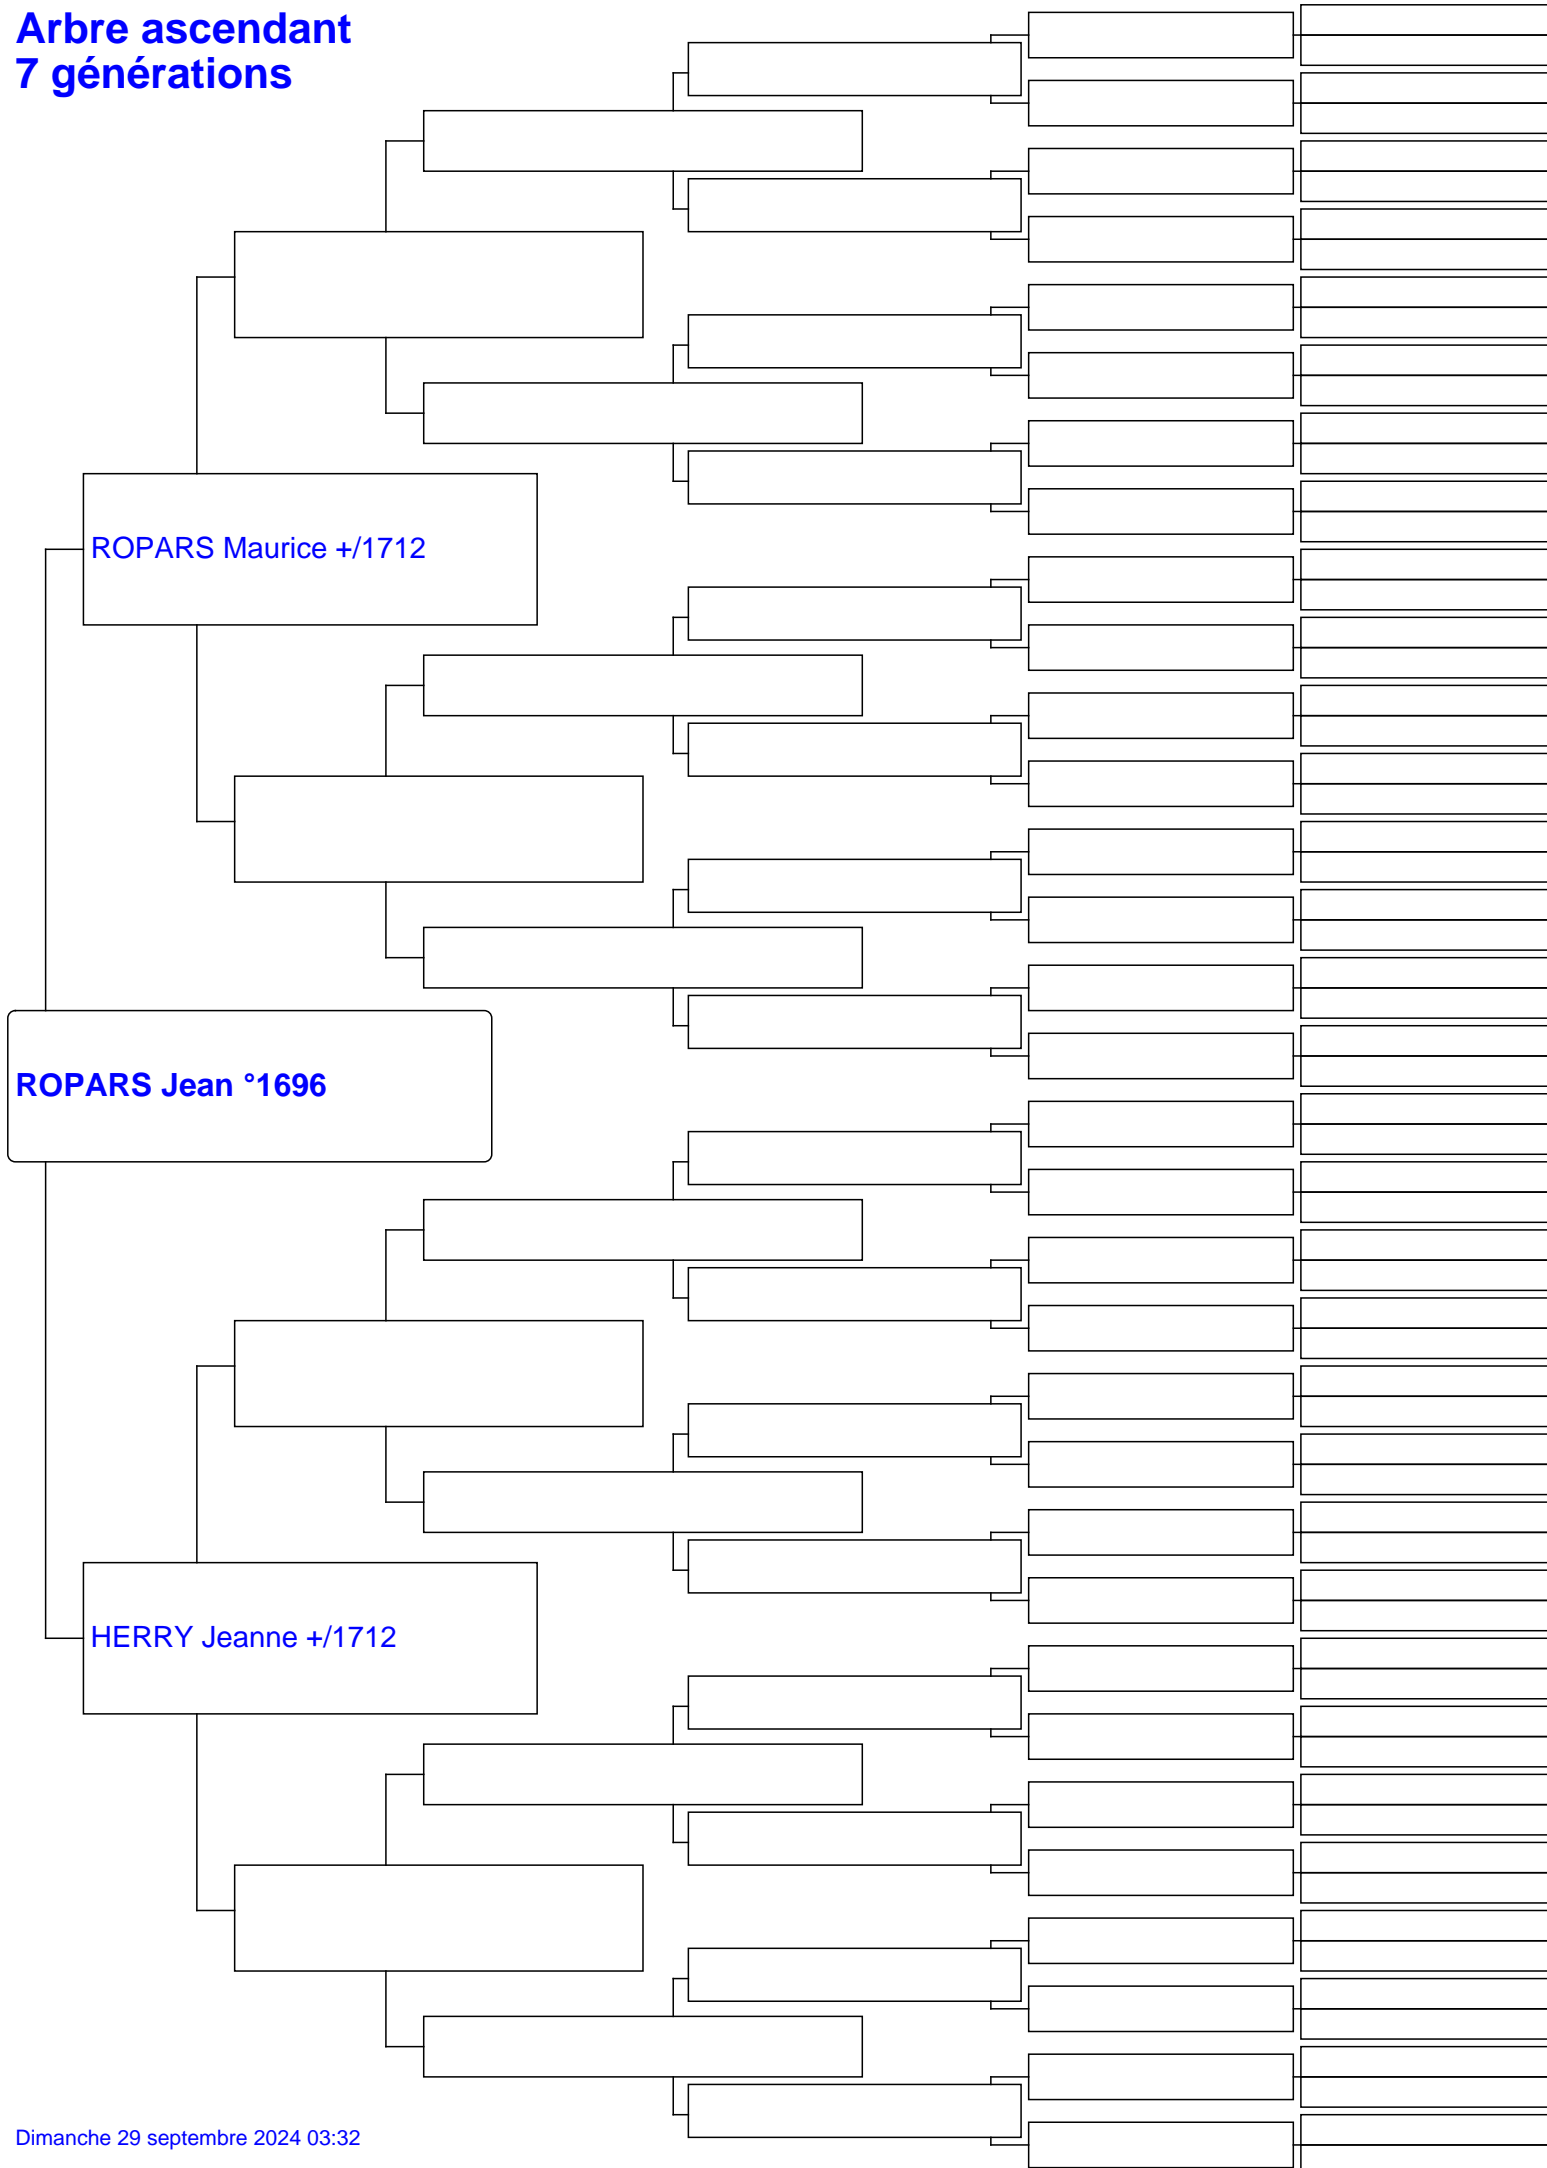 Arbre ascendant
7 générations
ROPARS Maurice +/1712
ROPARS Jean °1696
HERRY Jeanne +/1712
Dimanche 29 septembre 2024 03:32